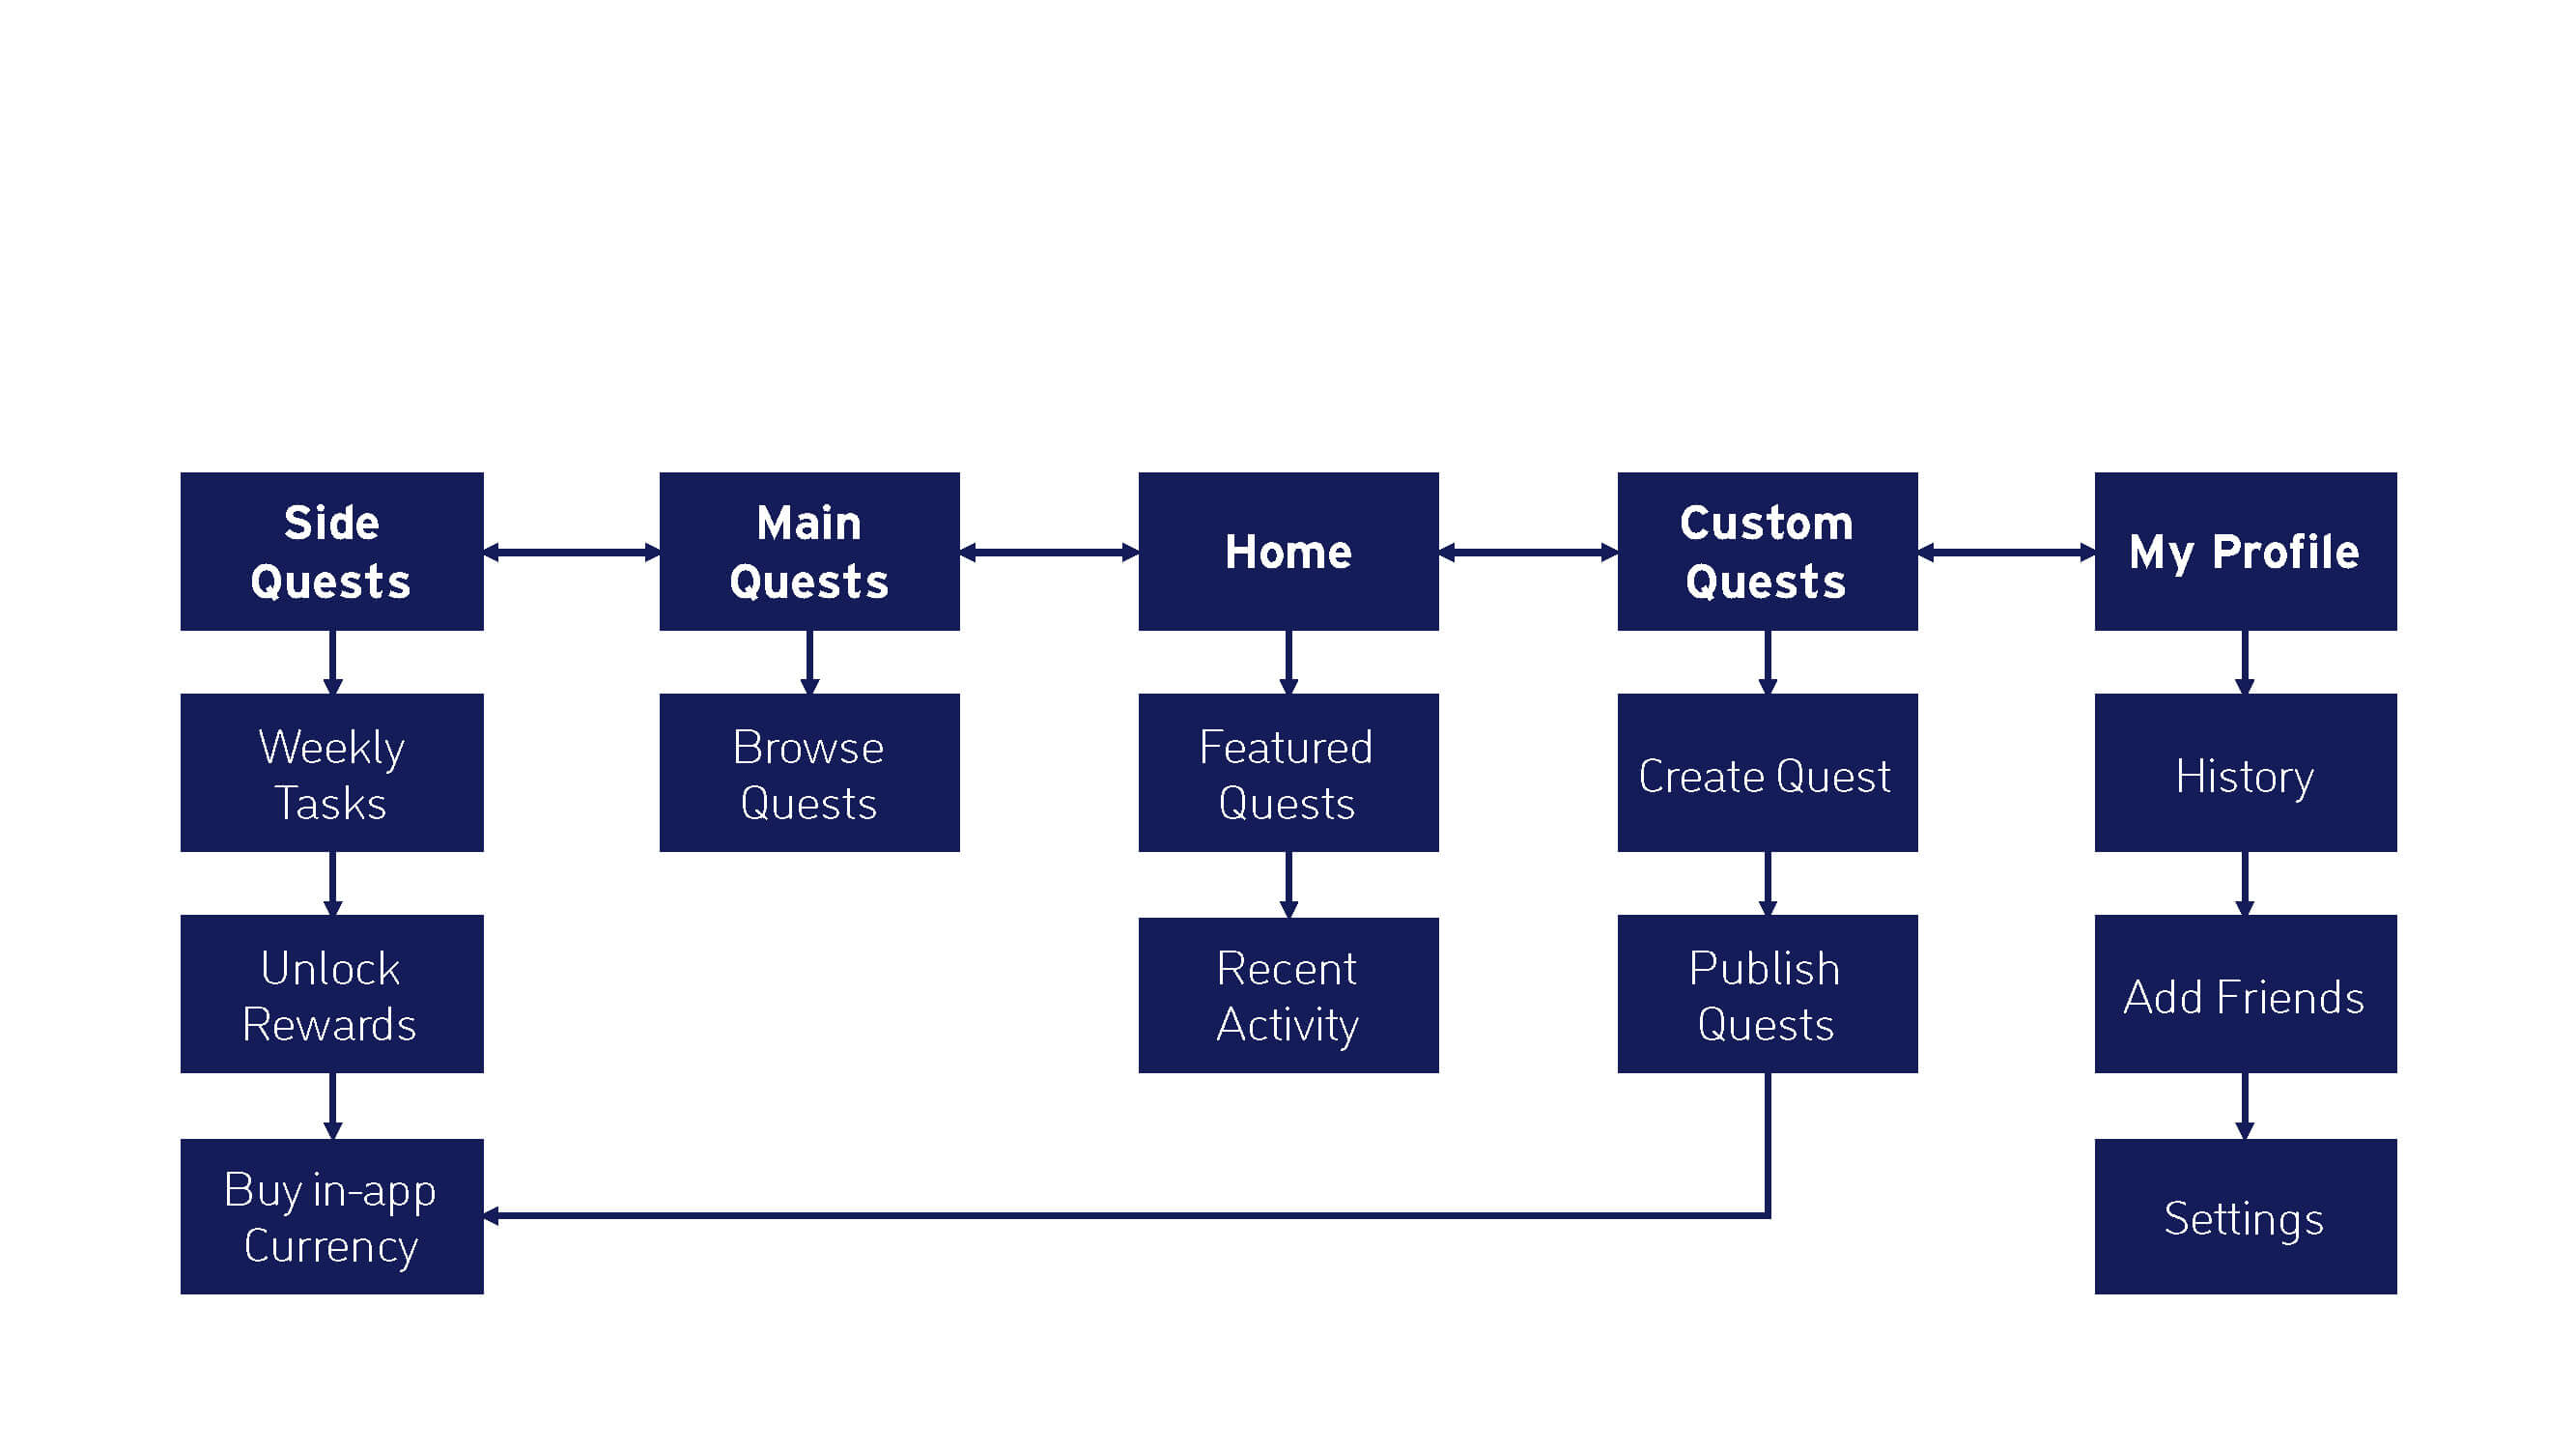 Side
Quests
Main
Quests
Home
Custom
Quests
My Profile
Weekly
Tasks
Browse
Quests
Featured
Quests
Create Quest
History
Unlock
Rewards
Recent
Activity
Publish
Quests
Add Friends
Buy in-app
Currency
Settings